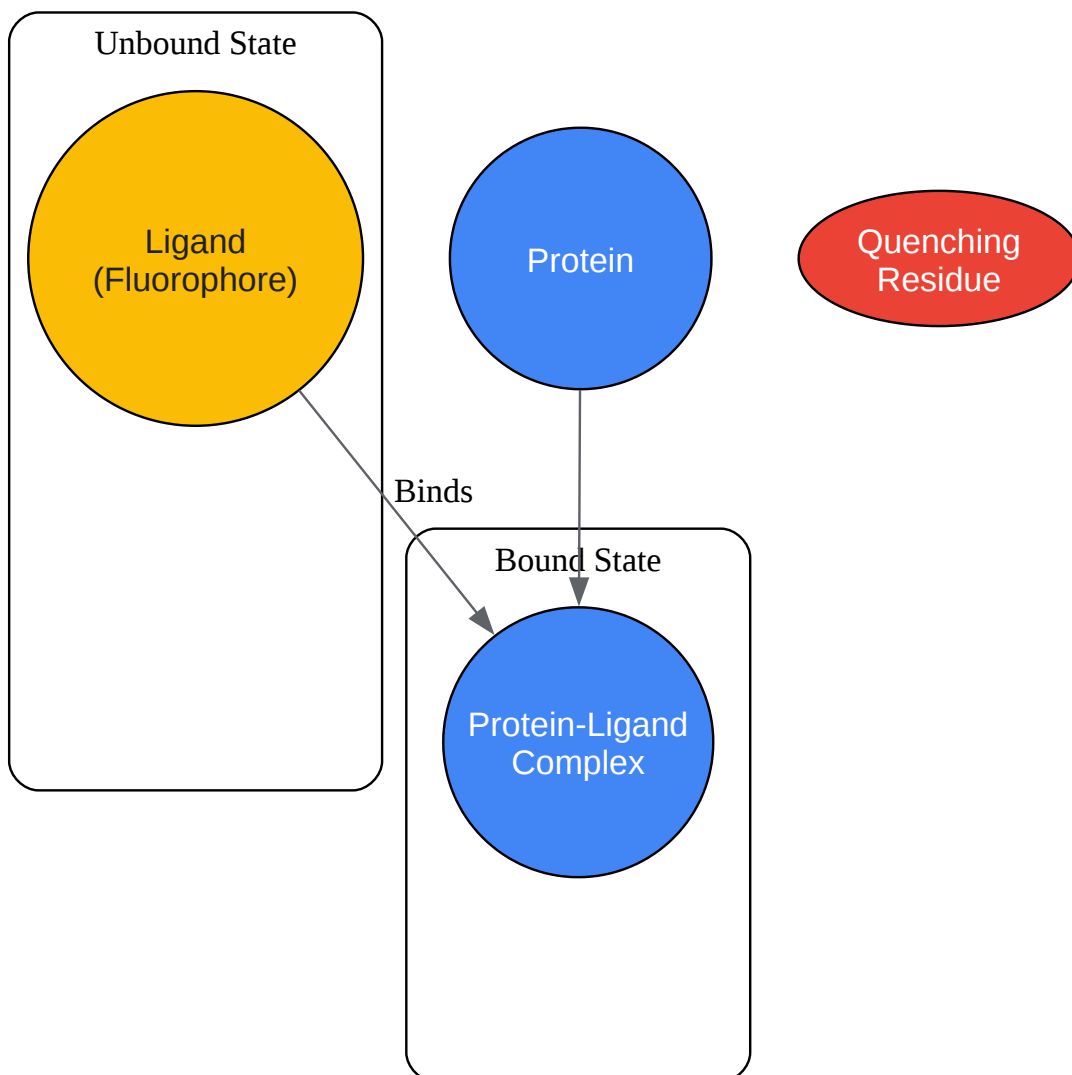 Unbound State
Ligand
(Fluorophore)
Protein
Quenching
Residue
Binds
Bound State
Protein-Ligand
Complex